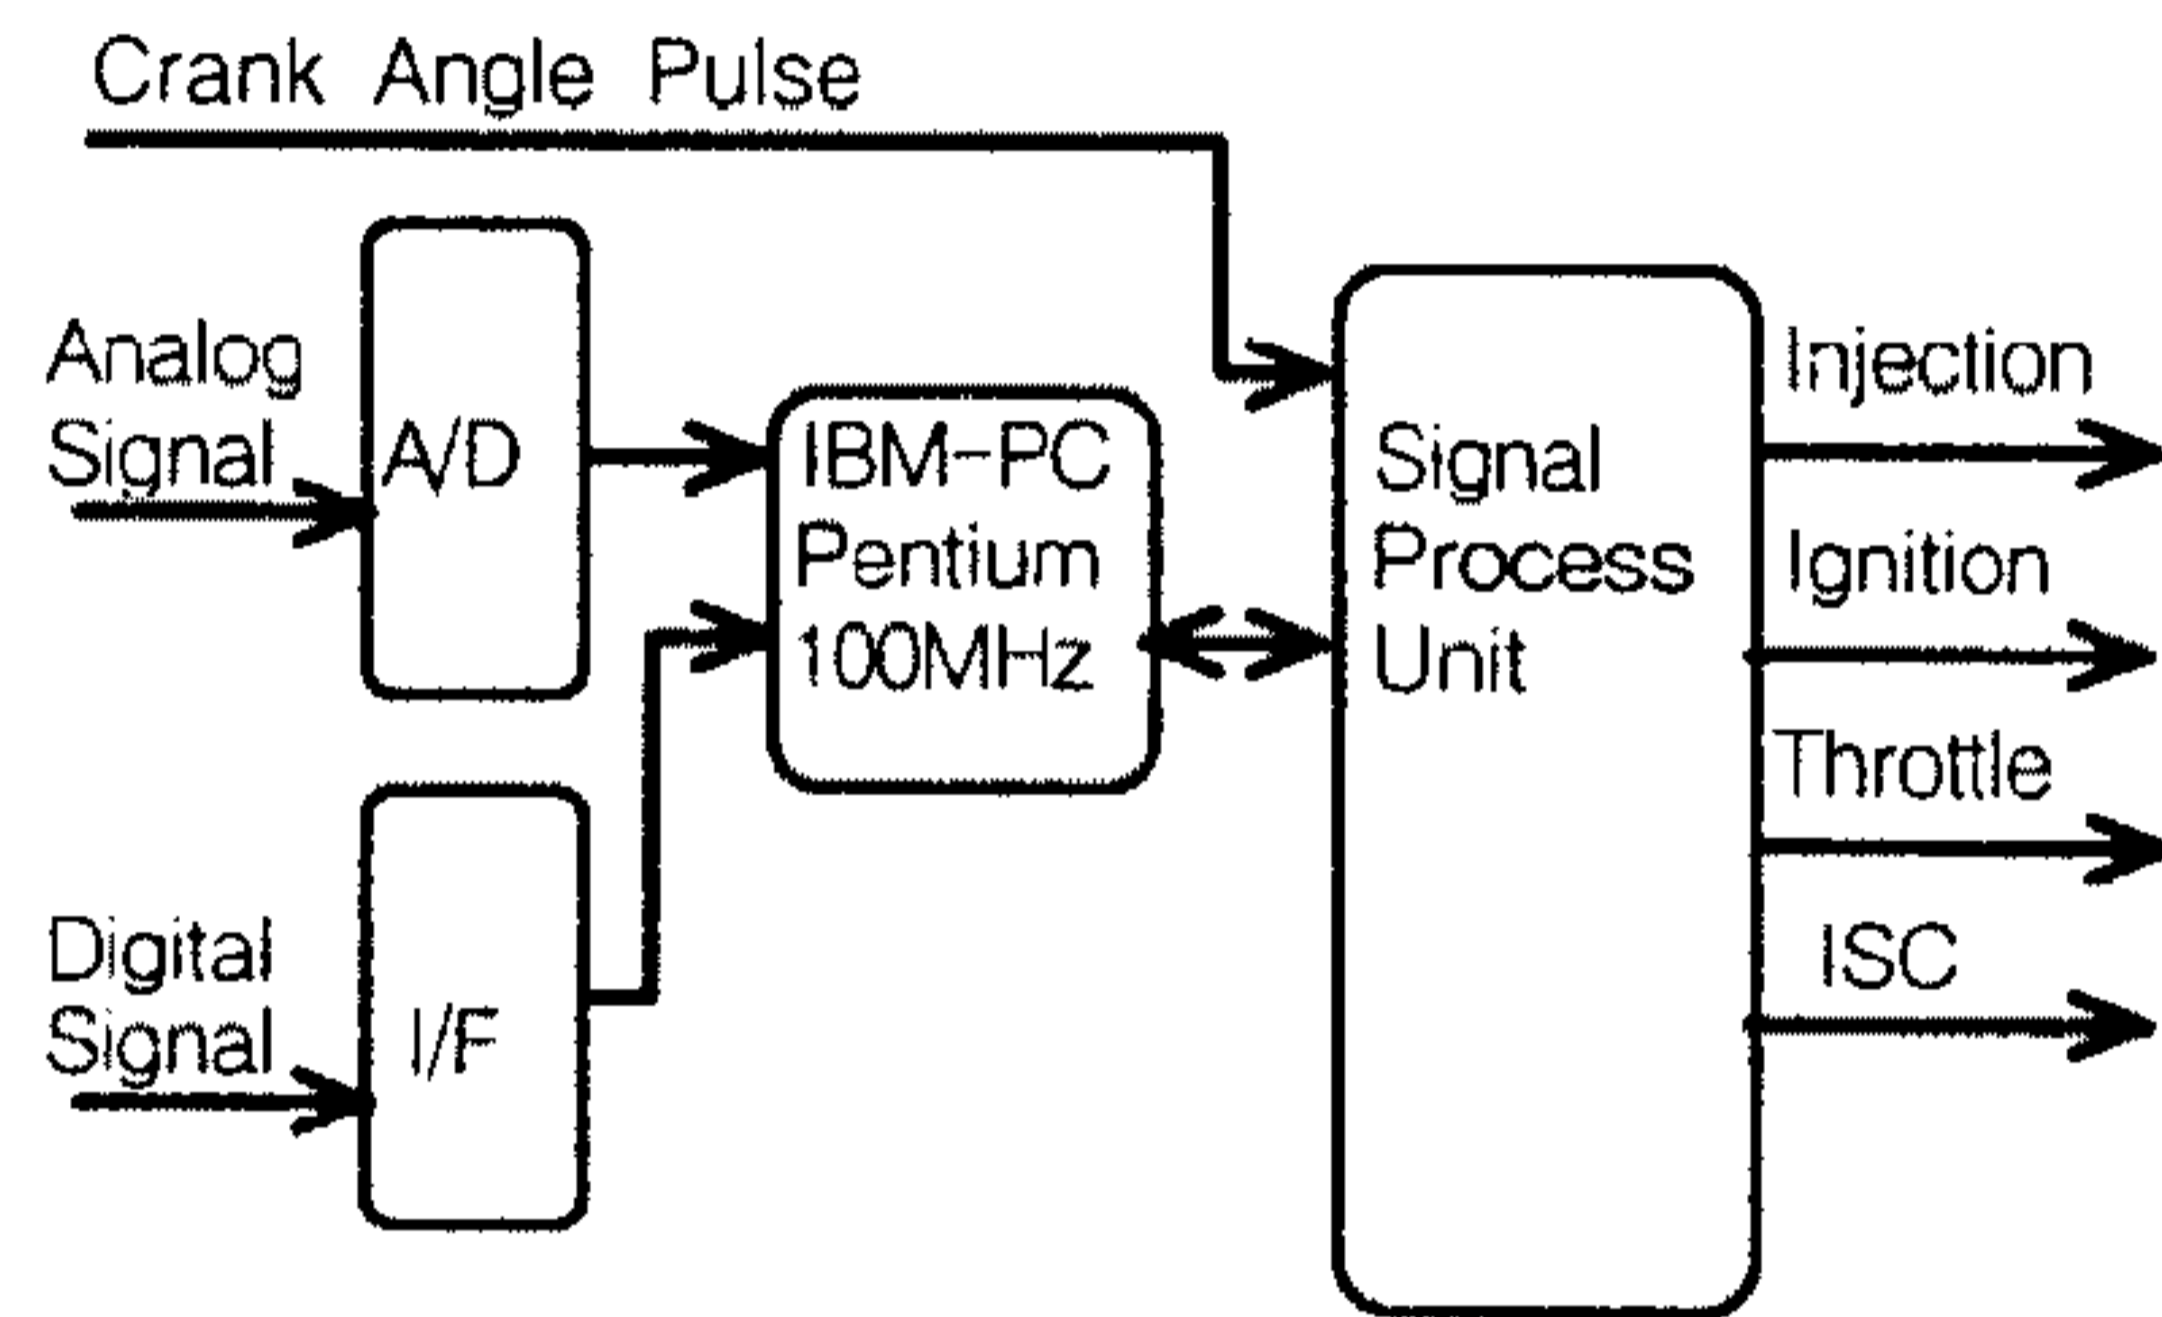 Crank Angle Pulse
Analog
Signal
A/D
IBM-PC
Pentium
100MHz
Signal
Process
Unit
Injection
Ignition
Throttle
ISC
Digital
Signal
I/F